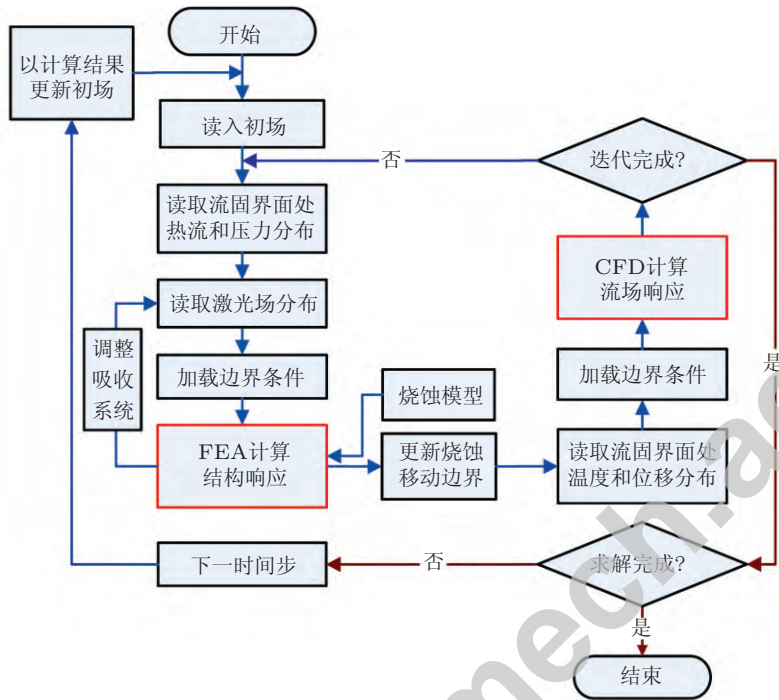 开始
以计算结果
更新初场
读入初场
否
迭代完成?
读取流固界面处
热流和压力分布
CFD计算
流场响应
读取激光场分布
调整
吸收
系统
是
加载边界条件
加载边界条件
烧蚀模型
FEA计算
结构响应
更新烧蚀
移动边界
读取流固界面处
温度和位移分布
下一时间步
否
求解完成?
是
结束
mech.ac